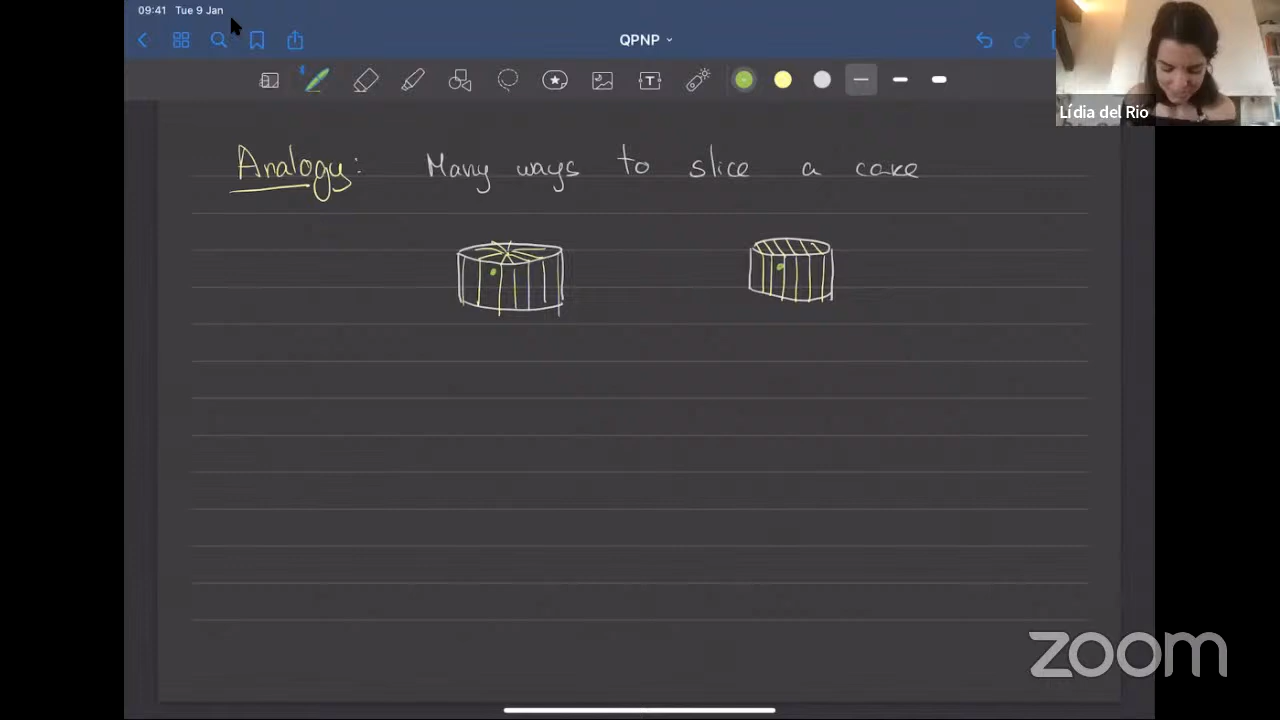 09:41 Tue 9 Jan
QPNP
Lídia del Rio
Analogy: Many ways to slice a cake
zoom